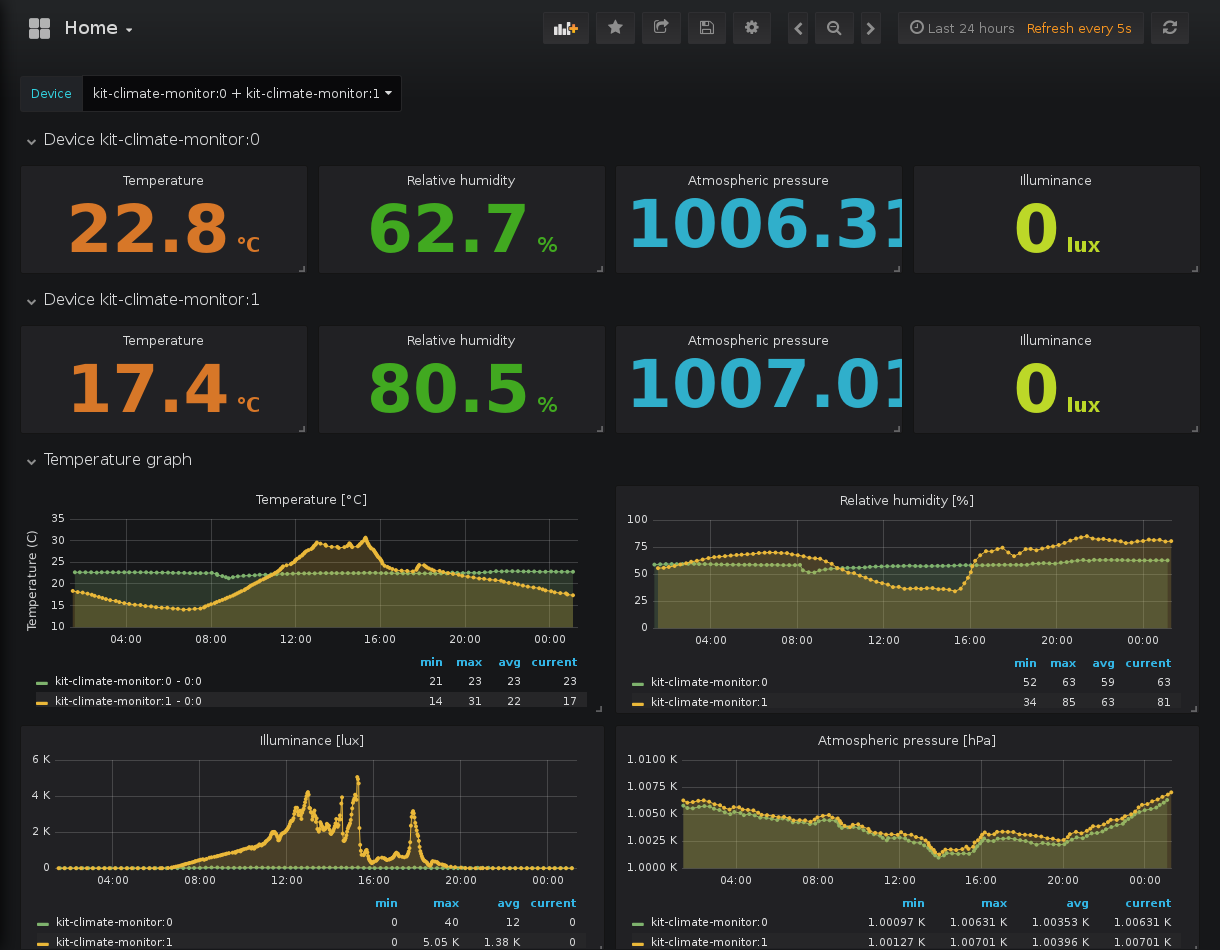 Home
Last 24 hours Refresh every 5s
Device kit-climate-monitor:0 + kit-climate-monitor:1
Device kit-climate-monitor:0
Temperature Relative humidity Atmospheric pressure Illuminance
22.8 °C 62.7 % 1006.31 0 lux
Device kit-climate-monitor:1
Temperature Relative humidity Atmospheric pressure Illuminance
17.4 °C 80.5 % 1007.01 0 lux
Temperature graph
Temperature [°C]
Temperature (C)
35
30
25
20
15
10
04:00 08:00 12:00 16:00 20:00 00:00
min max avg current
kit-climate-monitor:0 - 0:0 21 23 23 23
kit-climate-monitor:1 - 0:0 14 31 22 17
Relative humidity [%]
100
75
50
25
0
04:00 08:00 12:00 16:00 20:00 00:00
min max avg current
kit-climate-monitor:0 52 63 59 63
kit-climate-monitor:1 34 85 63 81
Illuminance [lux]
6 K
4 K
2 K
0
04:00 08:00 12:00 16:00 20:00 00:00
min max avg current
kit-climate-monitor:0 0 40 12 0
kit-climate-monitor:1 0 5.05 K 1.38 K 0
Atmospheric pressure [hPa]
1.0100 K
1.0075 K
1.0050 K
1.0025 K
1.0000 K
04:00 08:00 12:00 16:00 20:00 00:00
min max avg current
kit-climate-monitor:0 1.00097 K 1.00631 K 1.00353 K 1.00631 K
kit-climate-monitor:1 1.00127 K 1.00701 K 1.00396 K 1.00701 K